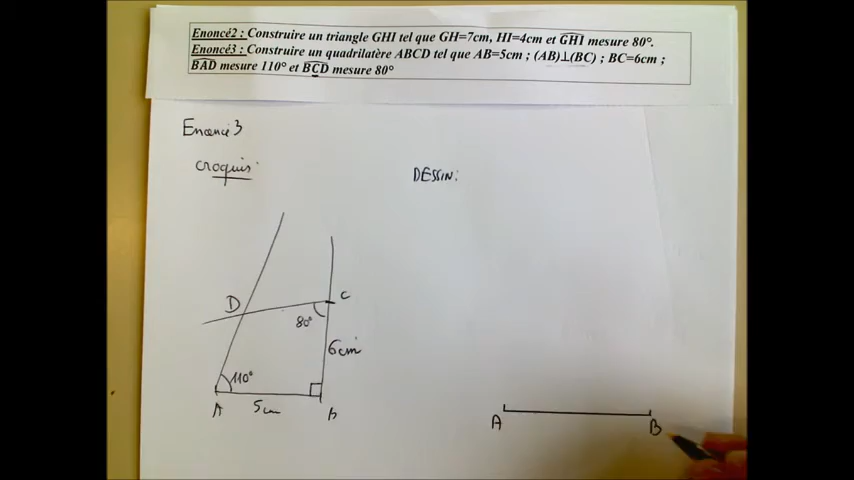 Enoncé2 : Construire un triangle GHI tel que GH=7cm, HI=4cm et GHI mesure 80°.
Enoncé3 : Construire un quadrilatère ABCD tel que AB=5cm ; (AB)⊥(BC) ; BC=6cm ;
BAD mesure 110° et BCD mesure 80°
Enoncé 3
croquis:
DESSIN:
D
C
80°
6cm
110°
A
5cm
B
A
B